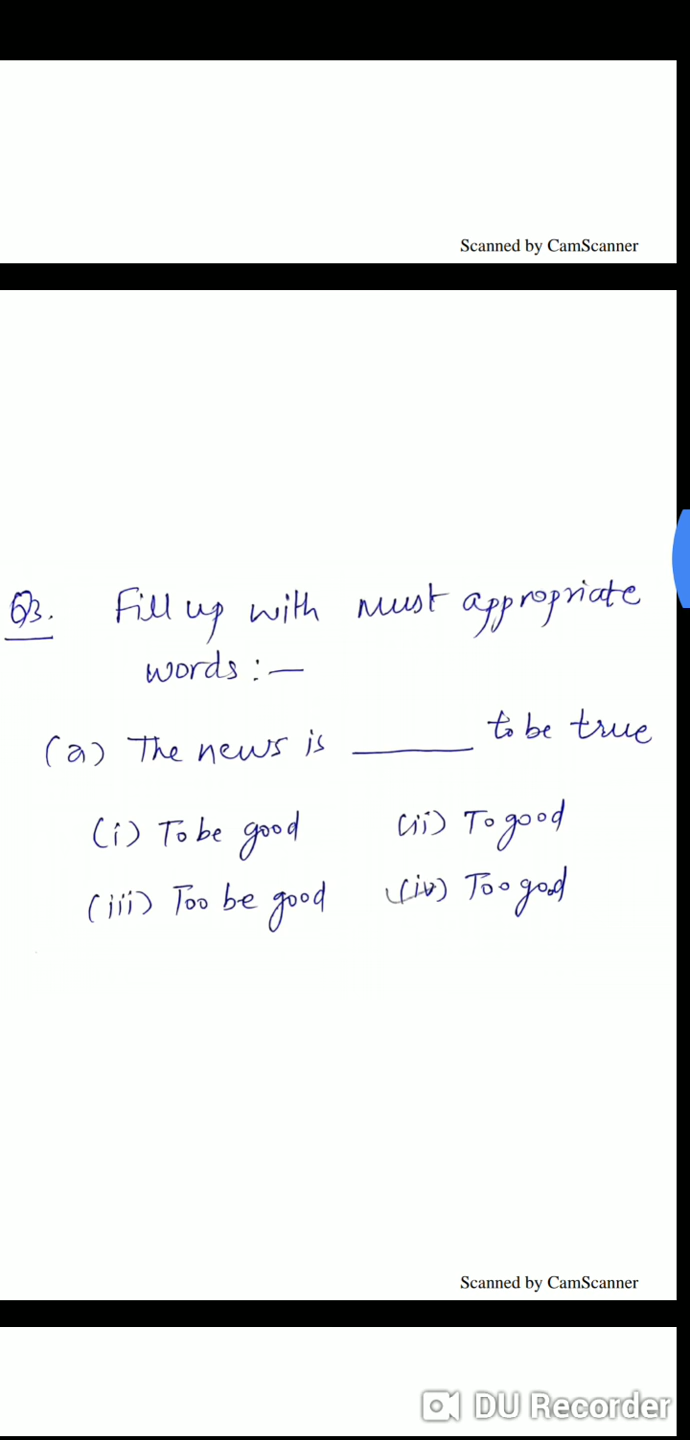 Scanned by CamScanner
Q3. Fill up with must appropriate
words :—
(a) The news is ______ to be true
(i) To be good (ii) To good
(iii) Too be good (iv) Too good
Scanned by CamScanner
DU Recorder